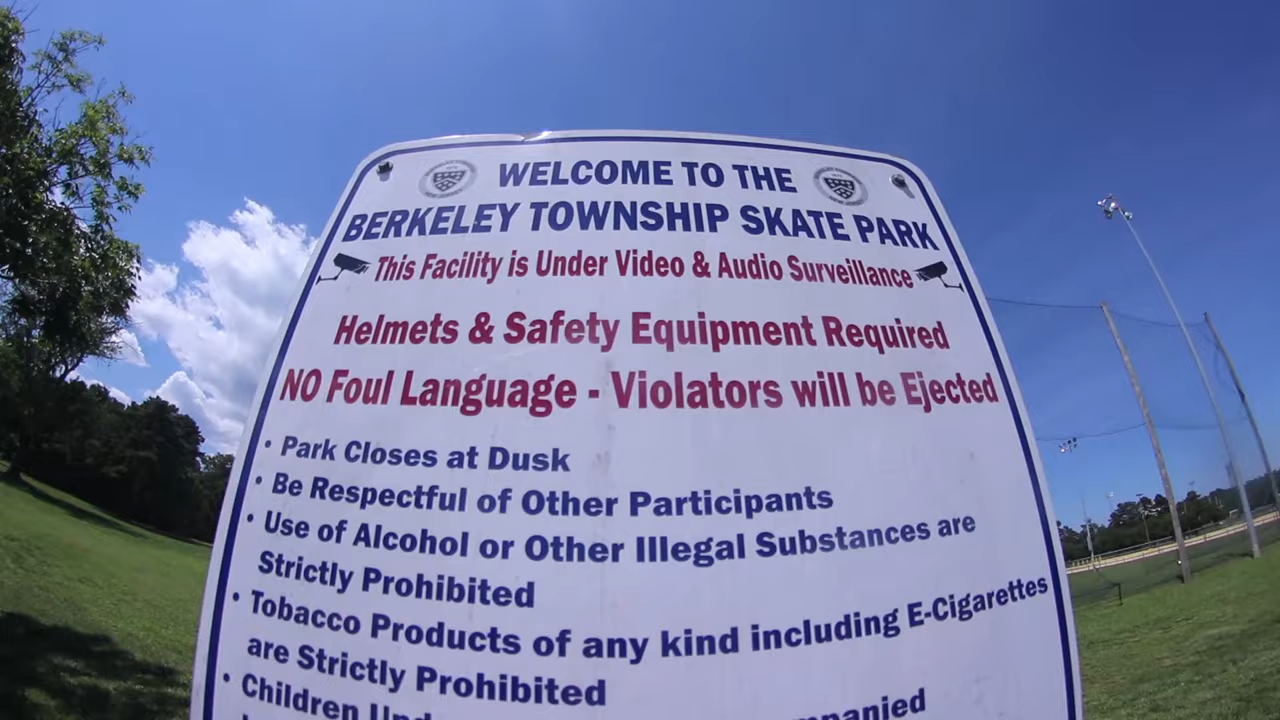 WELCOME TO THE
BERKELEY TOWNSHIP SKATE PARK
This Facility is Under Video & Audio Surveillance
Helmets & Safety Equipment Required
NO Foul Language - Violators will be Ejected
• Park Closes at Dusk
• Be Respectful of Other Participants
• Use of Alcohol or Other Illegal Substances are
Strictly Prohibited
• Tobacco Products of any kind including E-Cigarettes
are Strictly Prohibited
• Children